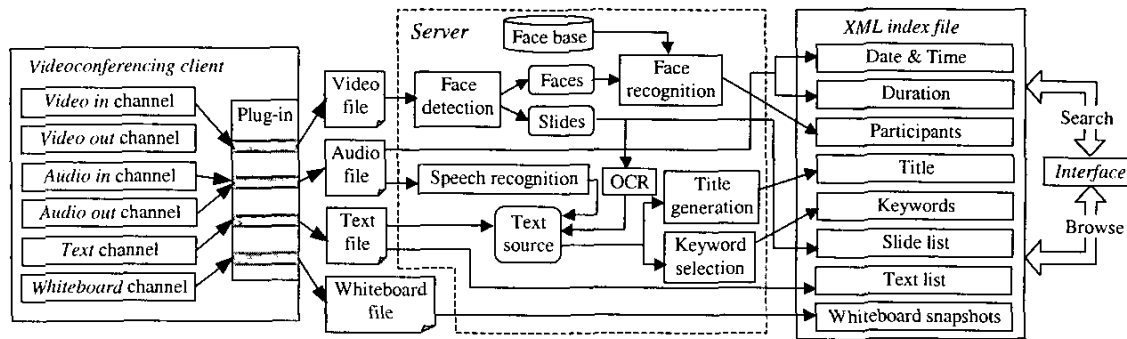 Videoconferencing client
Video in channel
Video out channel
Audio in channel
Audio out channel
Text channel
Whiteboard channel
Plug-in
Video
file
Audio
file
Text
file
Whiteboard
file
Server
Face base
Face
detection
Faces
Slides
Face
recognition
Speech recognition
OCR
Text
source
Title
generation
Keyword
selection
XML index file
Date & Time
Duration
Participants
Title
Keywords
Slide list
Text list
Whiteboard snapshots
Search
Interface
Browse